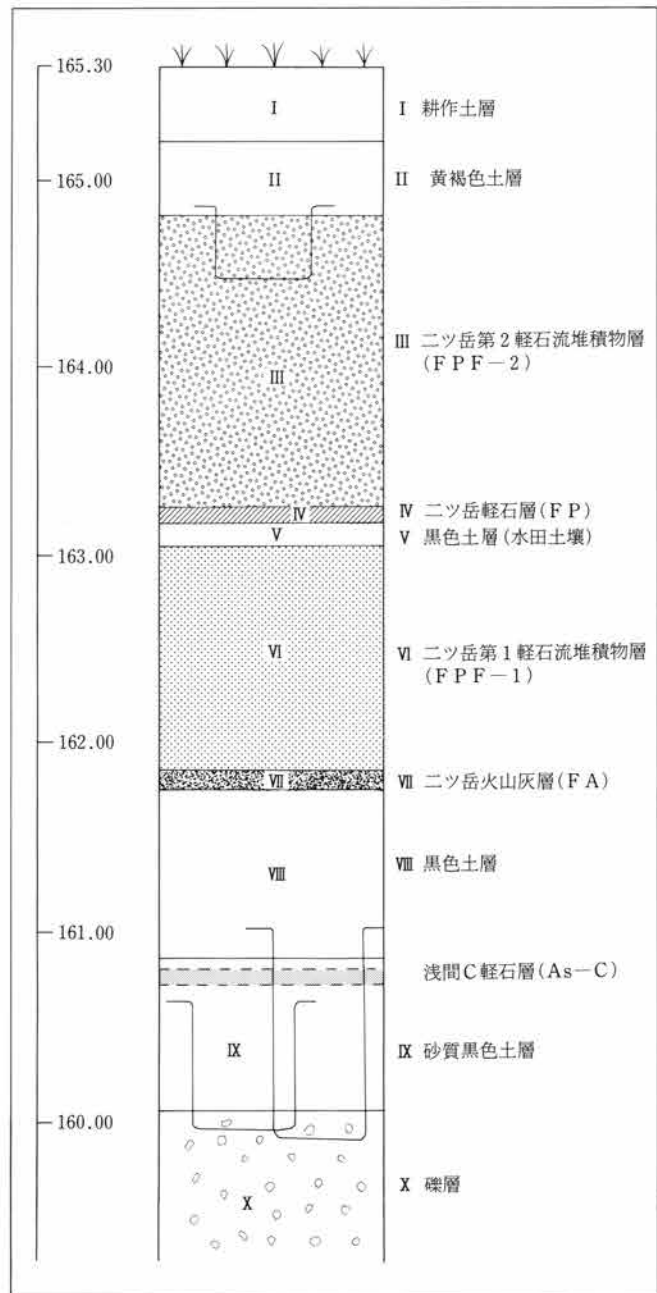 165.30
I
I 耕作土層
165.00
II
II 黄褐色土層
164.00
III
III 二ツ岳第2軽石流堆積物層
(FPF-2)
IV
IV 二ツ岳軽石層(FP)
V
V 黒色土層(水田土壌)
163.00
VI
VI 二ツ岳第1軽石流堆積物層
(FPF-1)
162.00
VII
VII 二ツ岳火山灰層(FA)
VIII
VIII 黒色土層
161.00
浅間C軽石層(As-C)
IX
IX 砂質黒色土層
160.00
X
X 礫層